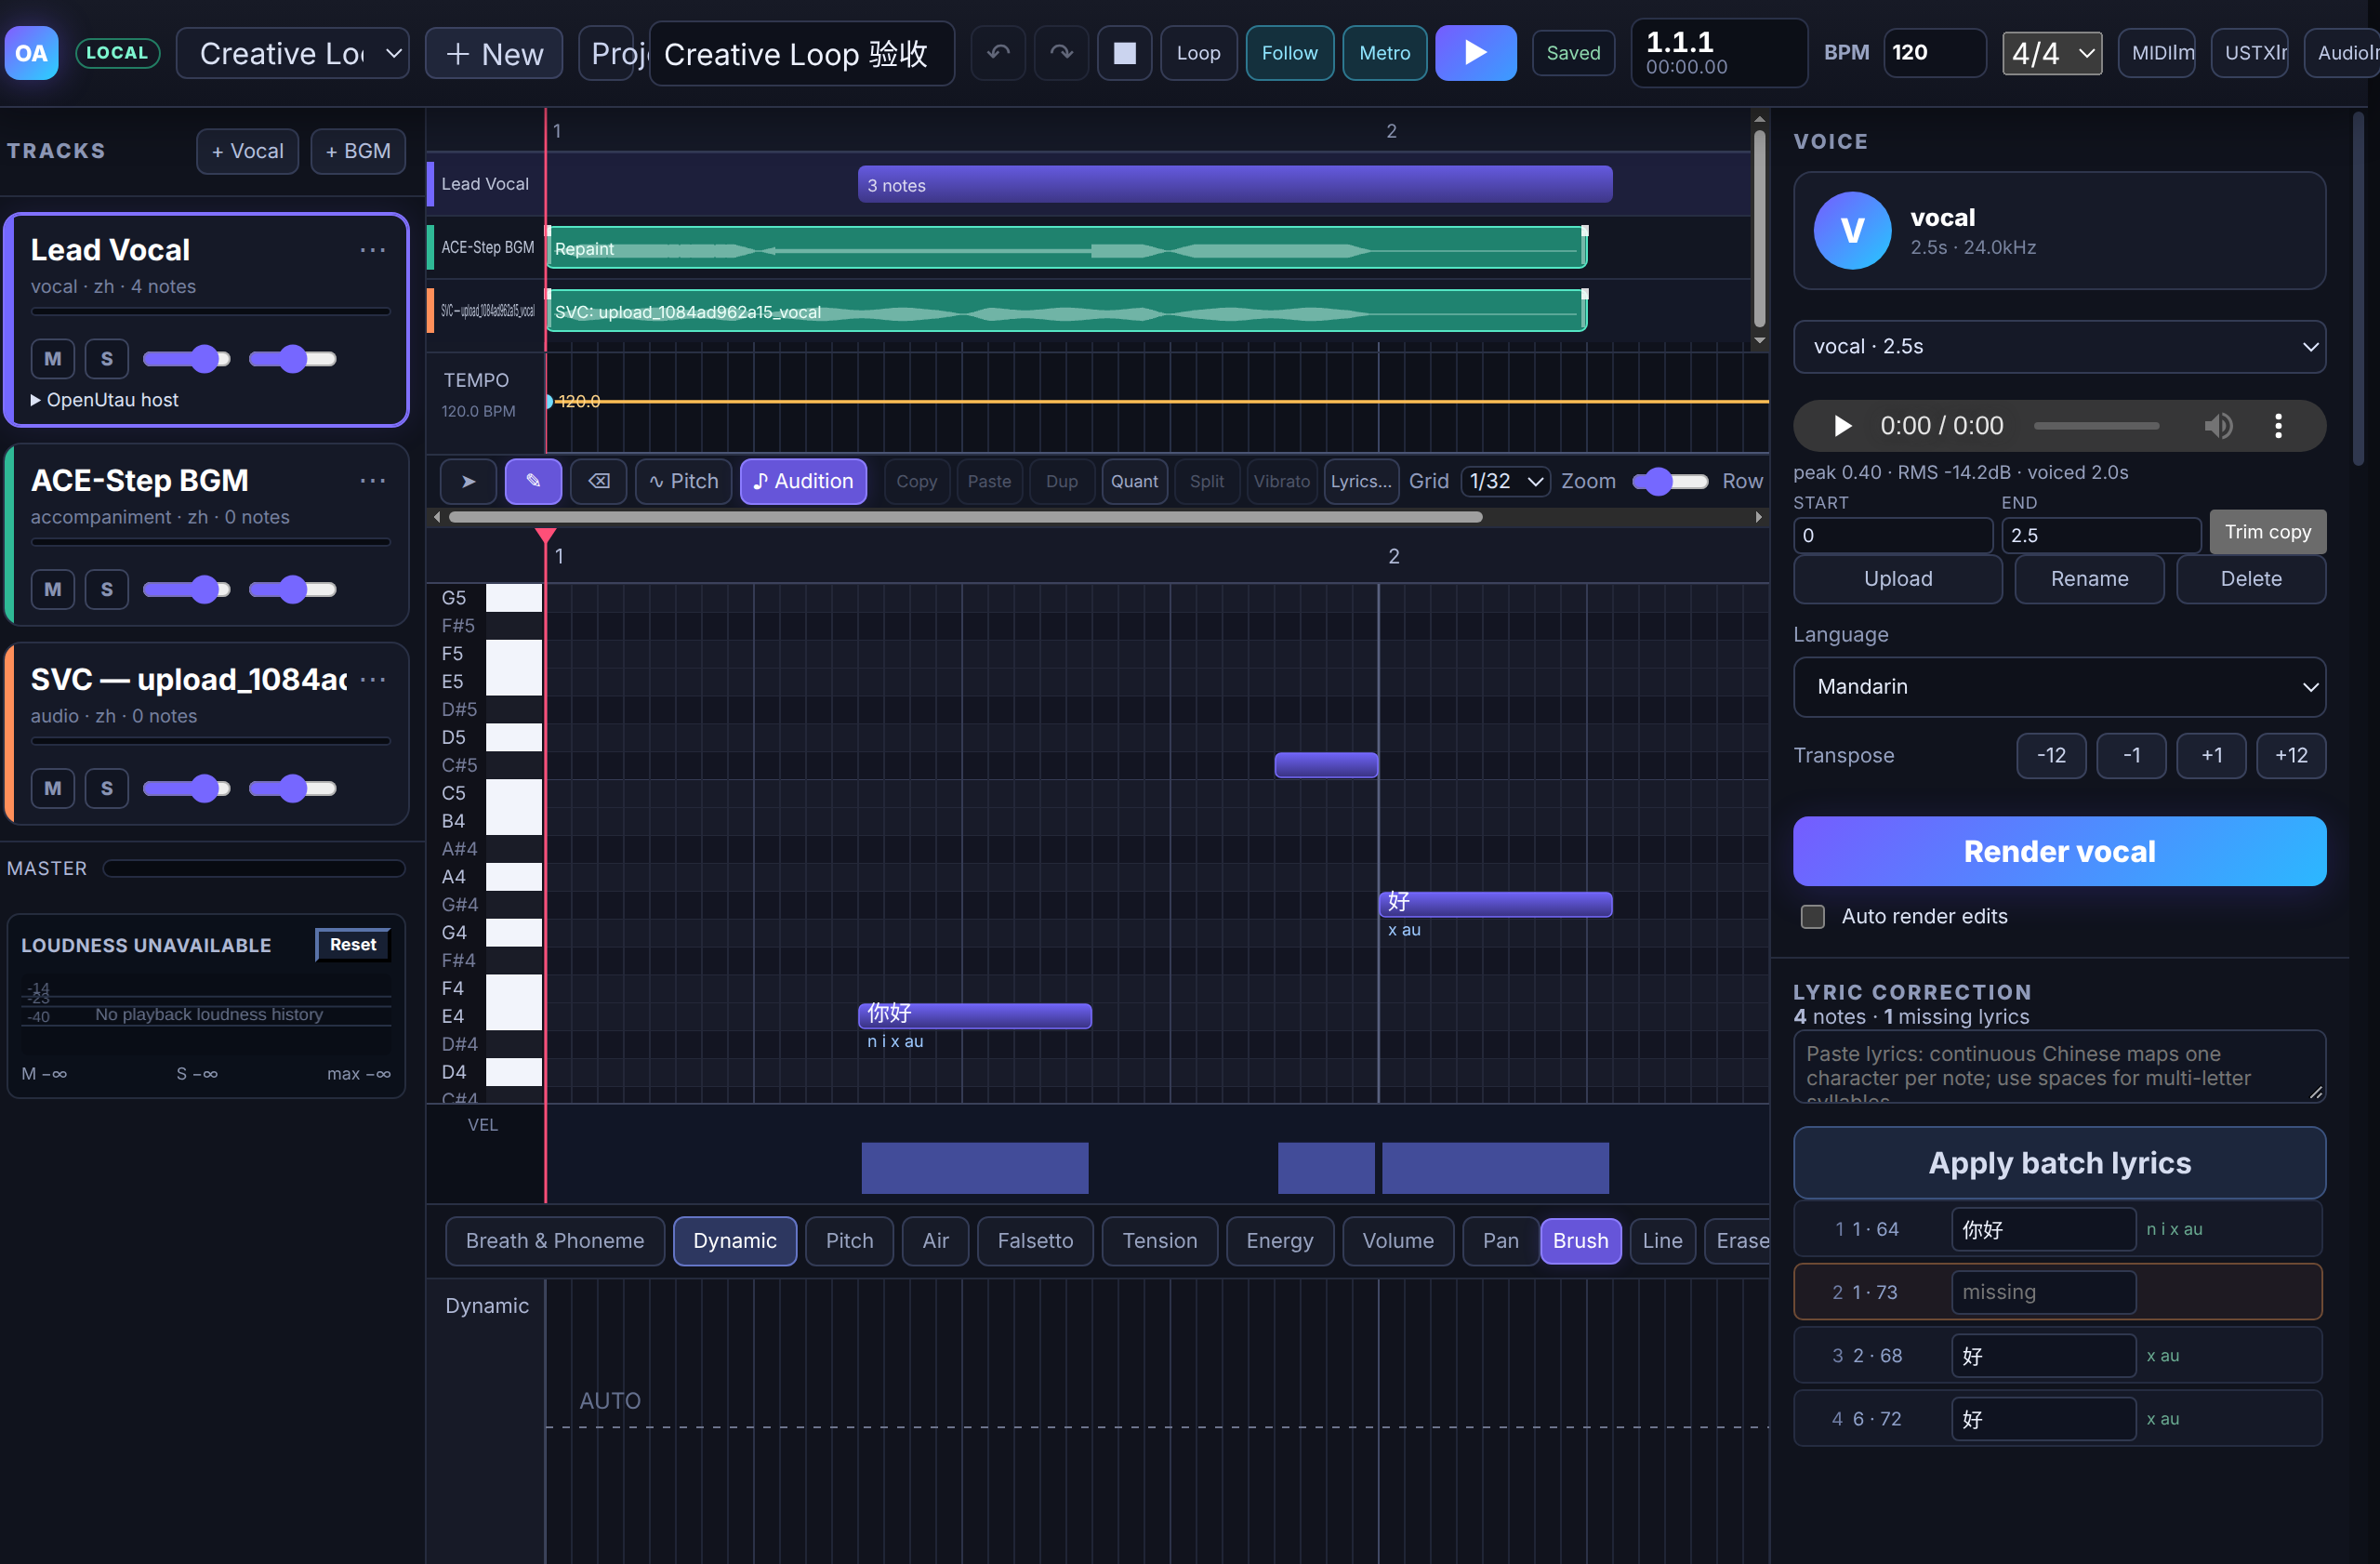 OA LOCAL Creative Lo + New Proj Creative Loop 验收 Loop Follow Metro Saved 1.1.1 BPM 120 4/4 MIDIIm USTXIr AudioIr
00:00.00
TRACKS + Vocal + BGM
Lead Vocal ...
vocal · zh · 4 notes
M S
OpenUtau host
ACE-Step BGM ...
accompaniment · zh · 0 notes
M S
SVC — upload_1084ad ...
audio · zh · 0 notes
M S
MASTER
LOUDNESS UNAVAILABLE Reset
-14
-23
-40 No playback loudness history
M −∞ S −∞ max −∞
1 2
Lead Vocal 3 notes
ACE-Step BGM Repaint
SVC — upload_1084ad962a15_vocal SVC: upload_1084ad962a15_vocal
TEMPO
120.0 BPM 120.0
Pitch Audition Copy Paste Dup Quant Split Vibrato Lyrics... Grid 1/32 Zoom Row
1 2
G5
F#5
F5
E5
D#5
D5
C#5
C5
B4
A#4
A4
G#4 好
G4 x au
F#4
F4
E4 你好
D#4 n i x au
D4
C#4
VEL
Breath & Phoneme Dynamic Pitch Air Falsetto Tension Energy Volume Pan Brush Line Erase
Dynamic
AUTO
VOICE
V vocal
2.5s · 24.0kHz
vocal · 2.5s
0:00 / 0:00
peak 0.40 · RMS -14.2dB · voiced 2.0s
START END
0 2.5 Trim copy
Upload Rename Delete
Language
Mandarin
Transpose -12 -1 +1 +12
Render vocal
Auto render edits
LYRIC CORRECTION
4 notes · 1 missing lyrics
Paste lyrics: continuous Chinese maps one
character per note; use spaces for multi-letter
syllables
Apply batch lyrics
1 1 · 64 你好 n i x au
2 1 · 73 missing
3 2 · 68 好 x au
4 6 · 72 好 x au